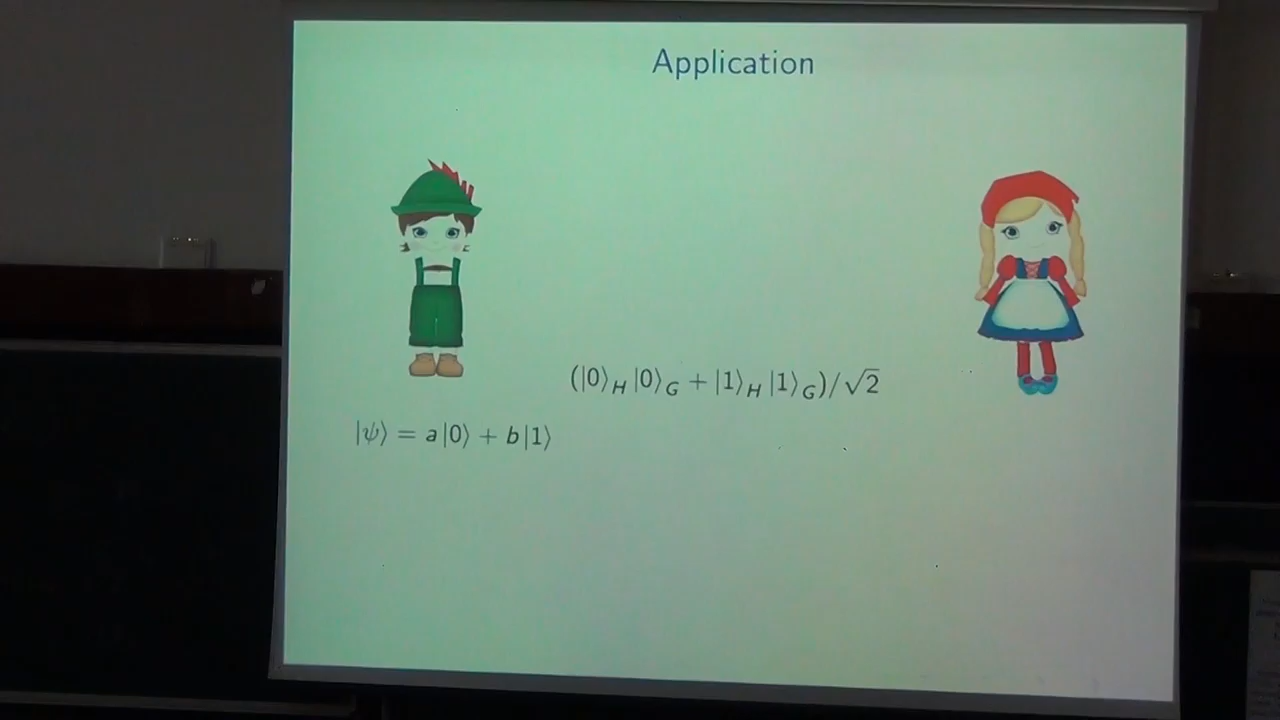 Application
(|0⟩_H |0⟩_G + |1⟩_H |1⟩_G)/√2
|ψ⟩ = a|0⟩ + b|1⟩